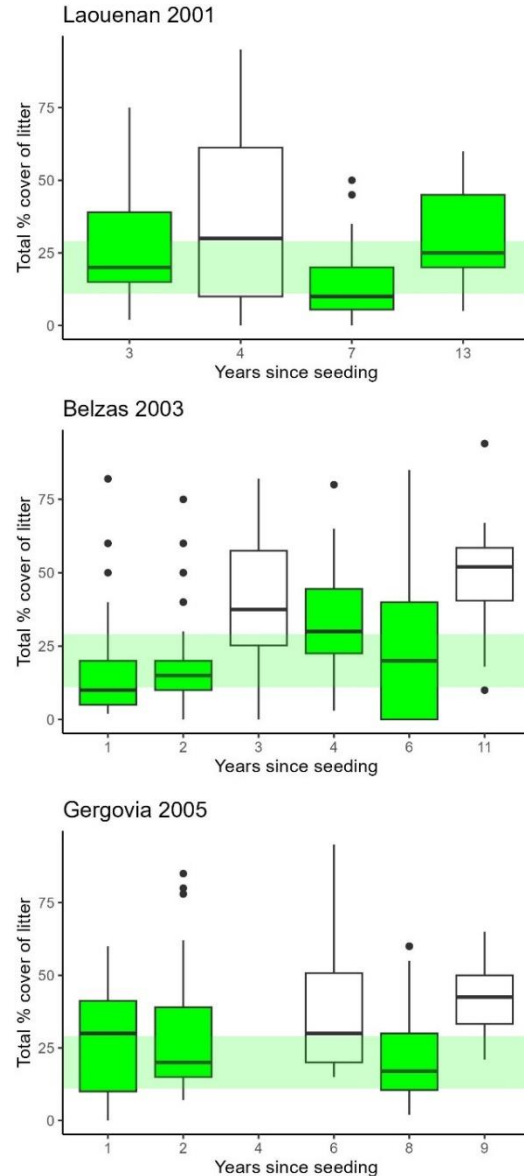 Laouenan 2001
Total % cover of litter
75
50
25
0
3 4 7 13
Years since seeding
Belzas 2003
Total % cover of litter
75
50
25
0
1 2 3 4 6 11
Years since seeding
Gergovia 2005
Total % cover of litter
75
50
25
0
1 2 4 6 8 9
Years since seeding